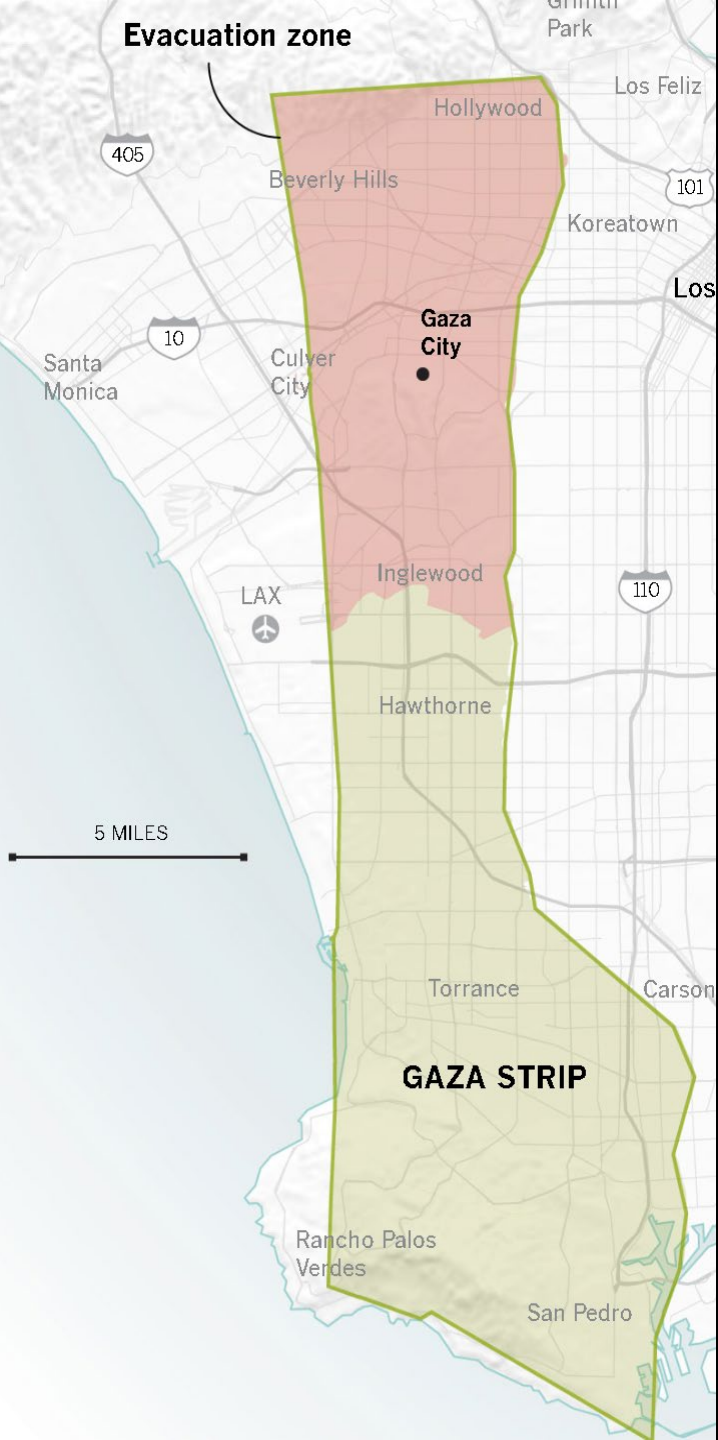 Griffith
Park
Evacuation zone
Los Feliz
Hollywood
405
Beverly Hills
101
Koreatown
Los
Gaza
City
10
Santa
Monica
Culver
City
Inglewood
LAX
110
Hawthorne
5 MILES
Torrance
Carson
GAZA STRIP
Rancho Palos
Verdes
San Pedro